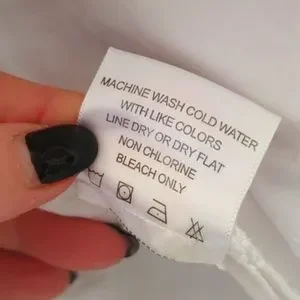 MACHINE WASH COLD WATER
WITH LIKE COLORS
LINE DRY OR DRY FLAT
NON CHLORINE
BLEACH ONLY